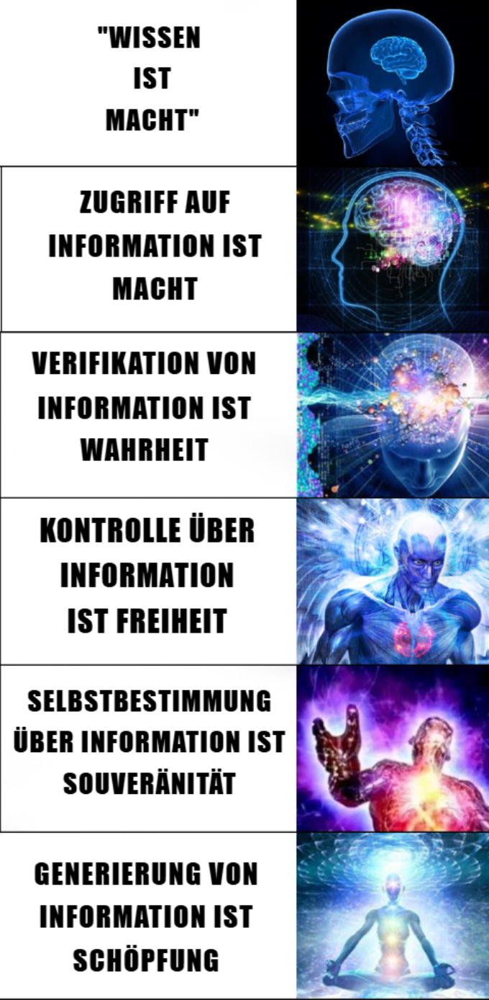 "WISSEN
IST
MACHT"
ZUGRIFF AUF
INFORMATION IST
MACHT
VERIFIKATION VON
INFORMATION IST
WAHRHEIT
KONTROLLE ÜBER
INFORMATION
IST FREIHEIT
SELBSTBESTIMMUNG
ÜBER INFORMATION IST
SOUVERÄNITÄT
GENERIERUNG VON
INFORMATION IST
SCHÖPFUNG